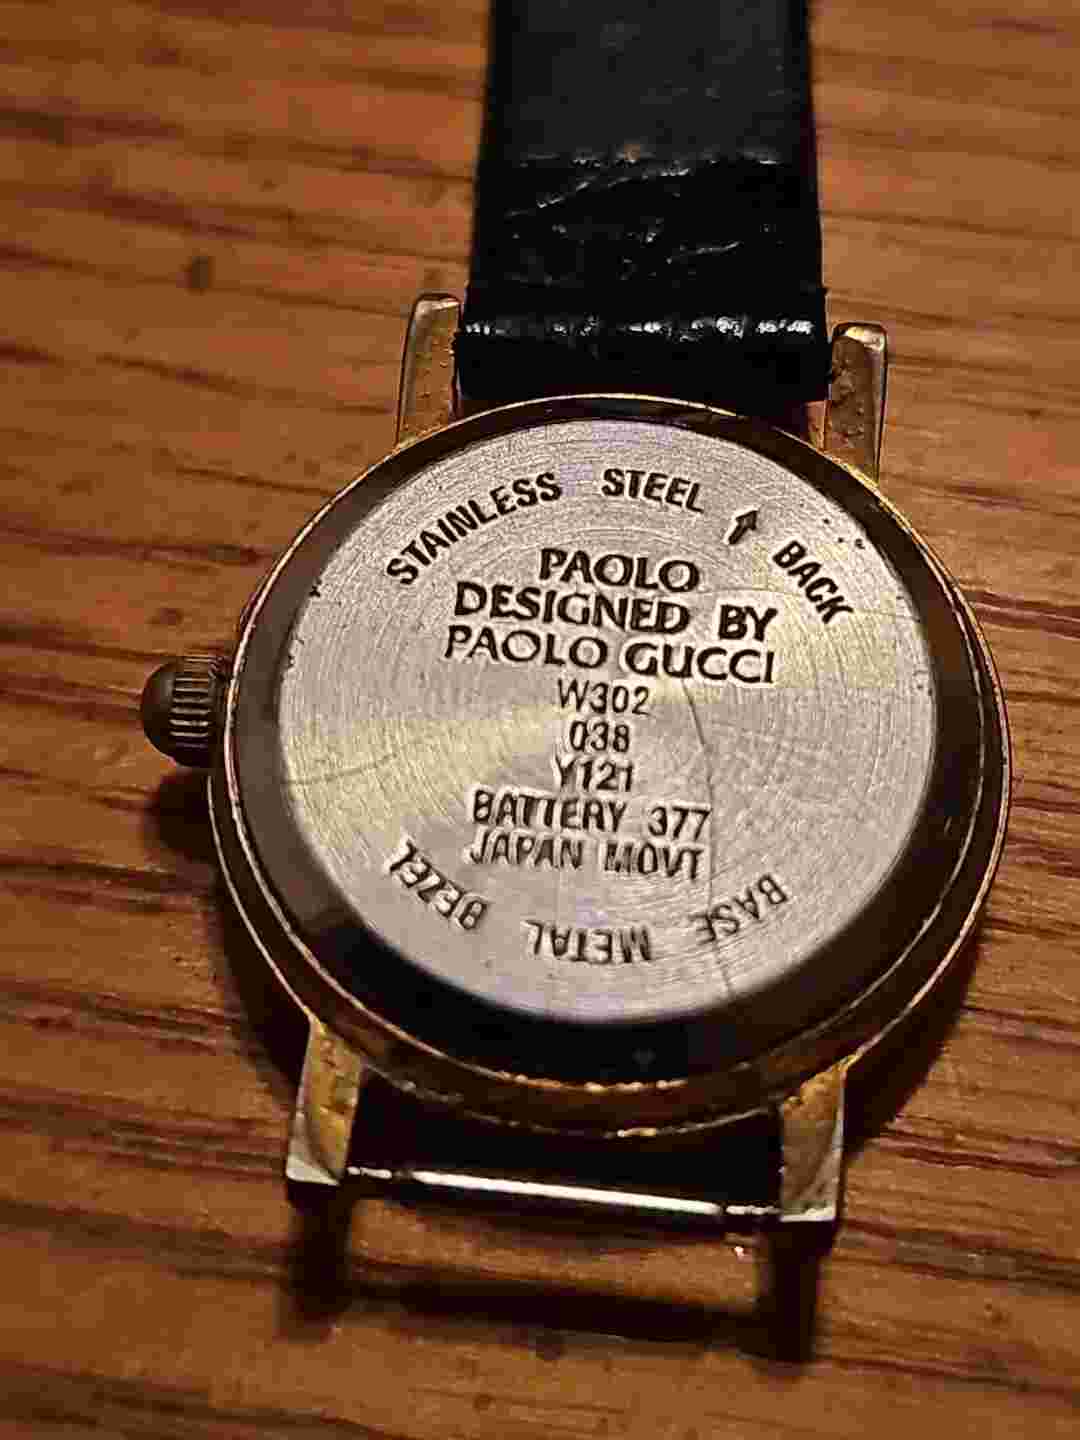 STAINLESS STEEL ↑ BACK
PAOLO
DESIGNED BY
PAOLO GUCCI
W302
038
Y121
BATTERY 377
JAPAN MOVT
BASE METAL BEZEL